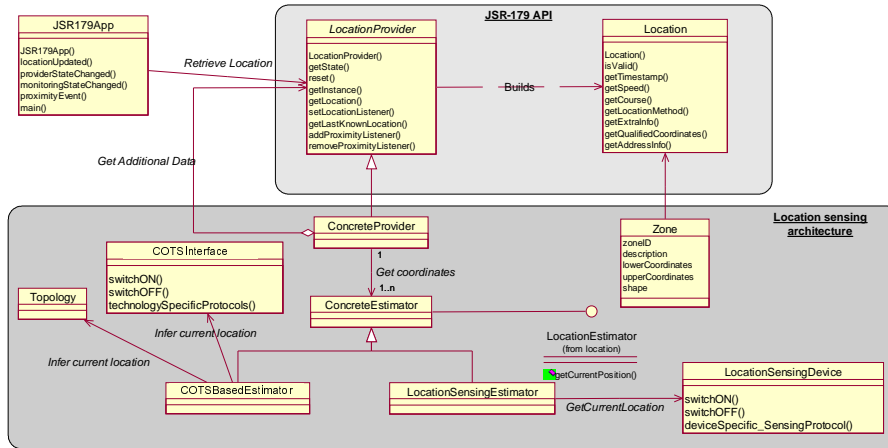 JSR-179 API
JSR179App
JSR179App()
locationUpdated()
providerStateChanged()
monitoringStateChanged()
proximityEvent()
main()
Retrieve Location
LocationProvider
LocationProvider()
getState()
reset()
getInstance()
getLocation()
setLocationListener()
getLastKnownLocation()
addProximityListener()
removeProximityListener()
Builds
Location
Location()
isValid()
getTimestamp()
getSpeed()
getCourse()
getLocationMethod()
getExtraInfo()
getQualifiedCoordinates()
getAddressInfo()
Get Additional Data
Location sensing
architecture
ConcreteProvider
1
Get coordinates
1..n
Zone
zoneID
description
lowerCoordinates
upperCoordinates
shape
COTSInterface
switchON()
switchOFF()
technologySpecificProtocols()
Topology
ConcreteEstimator
Infer current location
Infer current location
LocationEstimator
(from location)
getCurrentPosition()
COTSBasedEstimator
LocationSensingEstimator
GetCurrentLocation
LocationSensingDevice
switchON()
switchOFF()
deviceSpecific_SensingProtocol()